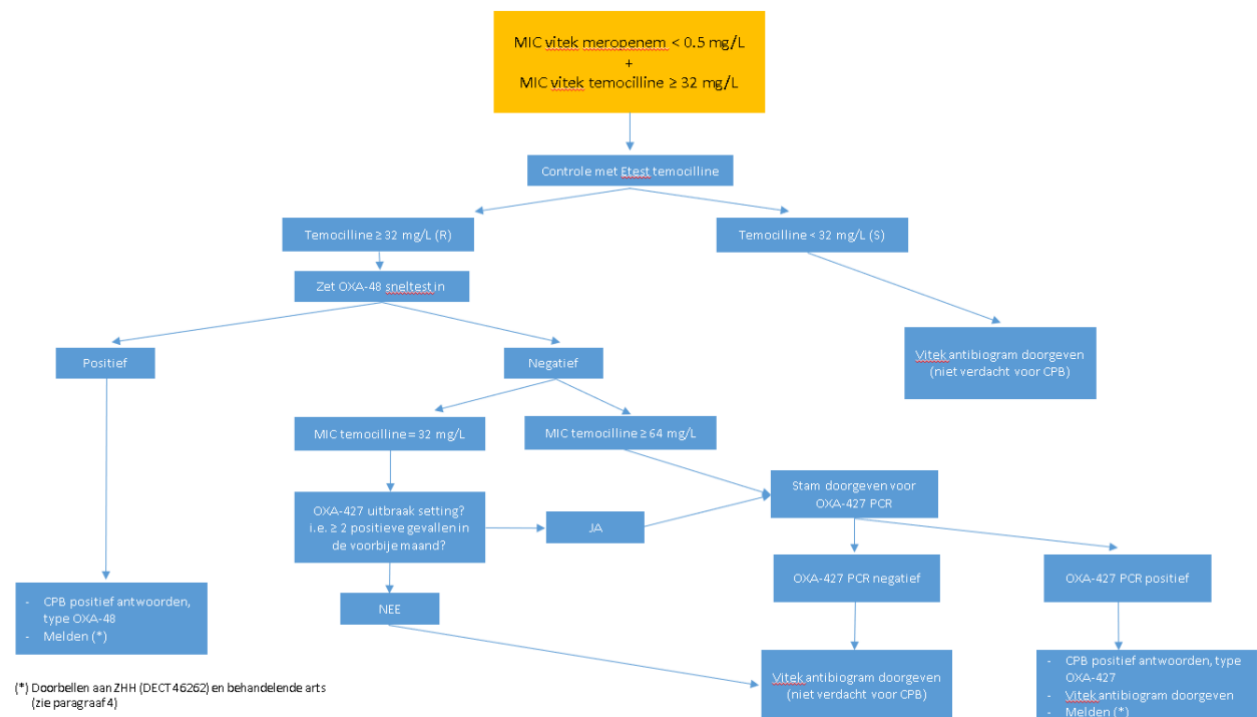 MIC vitek meropenem < 0.5 mg/L
+
MIC vitek temocilline ≥ 32 mg/L
Controle met Etest temocilline
Temocilline ≥ 32 mg/L (R)
Temocilline < 32 mg/L (S)
Zet OXA-48 sneltest in
Positief
Negatief
Vitek antibiogram doorgeven
(niet verdacht voor CPB)
MIC temocilline = 32 mg/L
MIC temocilline ≥ 64 mg/L
OXA-427 uitbraak setting?
i.e. ≥ 2 positieve gevallen in
de voorbije maand?
JA
Stam doorgeven voor
OXA-427 PCR
NEE
OXA-427 PCR negatief
OXA-427 PCR positief
- CPB positief antwoorden,
type OXA-48
- Melden (*)
Vitek antibiogram doorgeven
(niet verdacht voor CPB)
- CPB positief antwoorden, type
OXA-427
- Vitek antibiogram doorgeven
- Melden (*)
(*) Doorbellen aan ZHH (DECT 46262) en behandelende arts
(zie paragraaf 4)